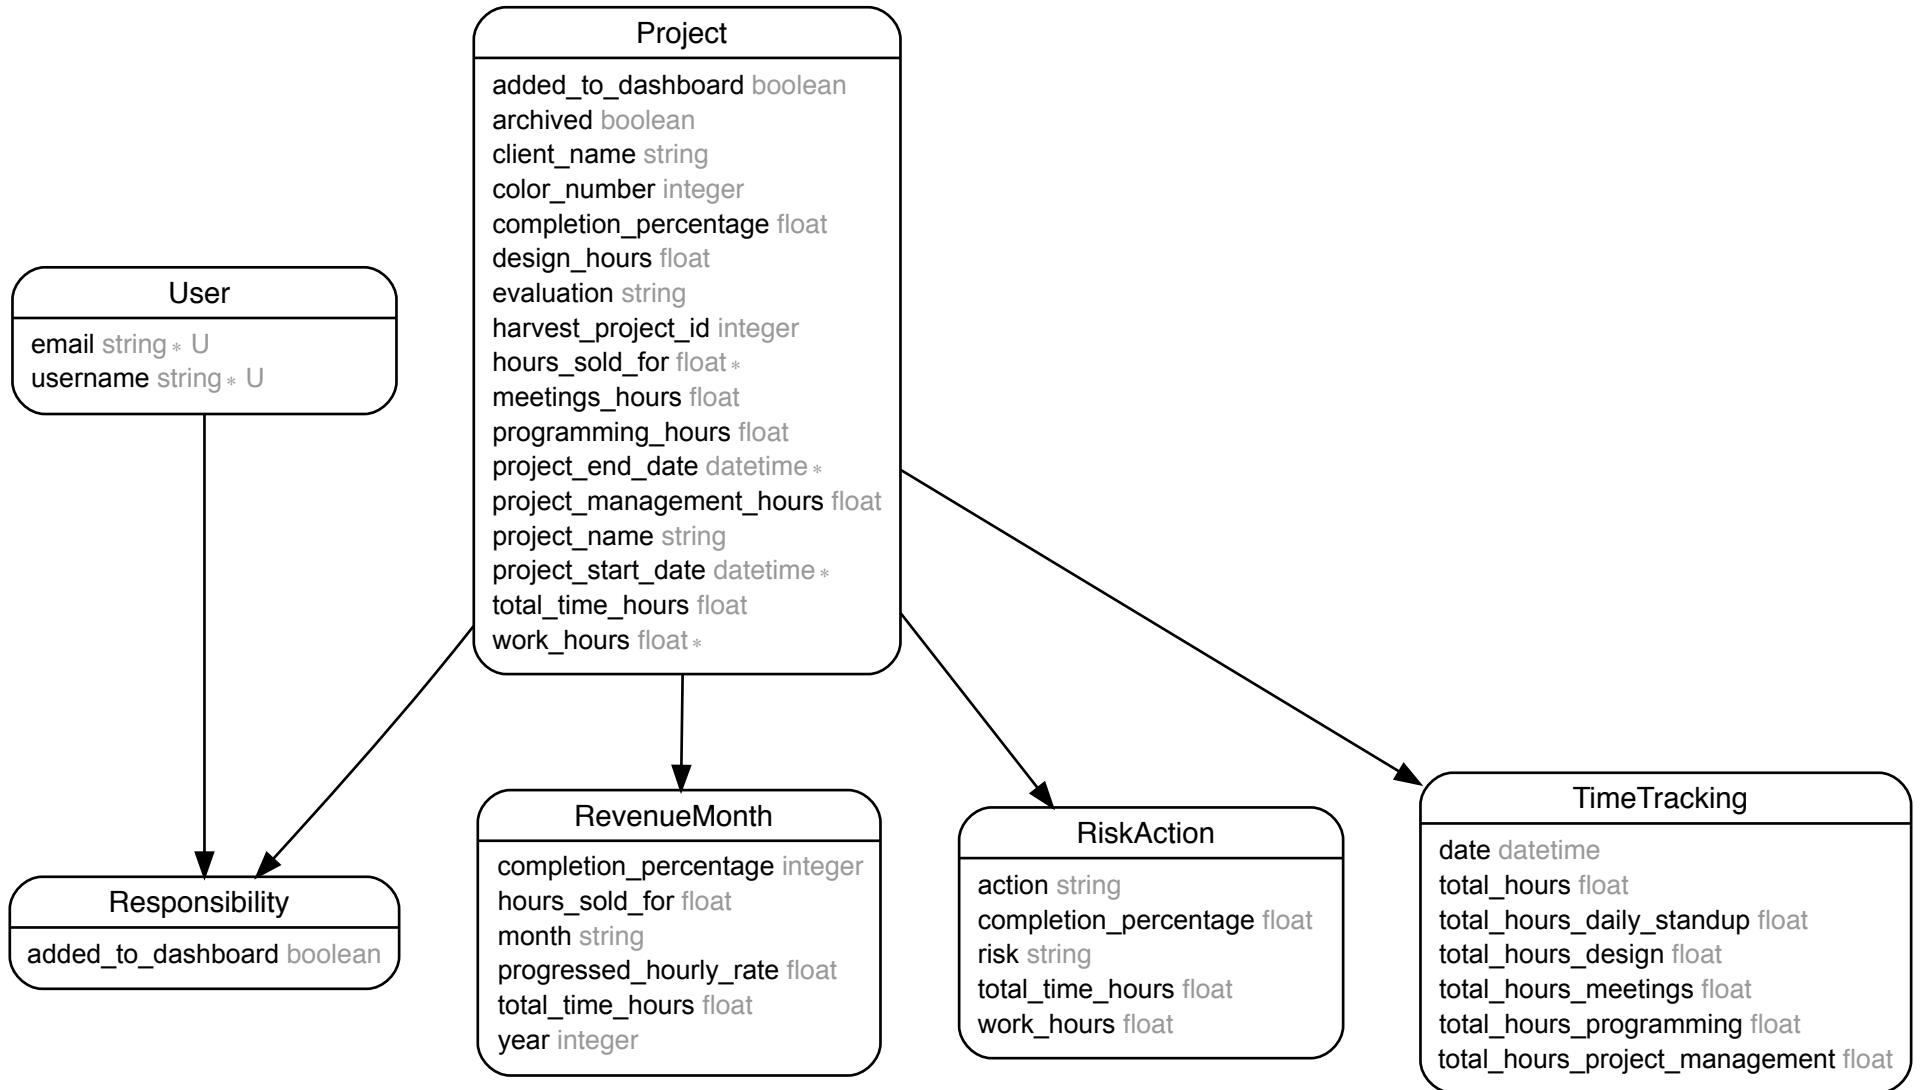 Project
added_to_dashboard boolean
archived boolean
client_name string
color_number integer
completion_percentage float
design_hours float
evaluation string
harvest_project_id integer
hours_sold_for float *
meetings_hours float
programming_hours float
project_end_date datetime *
project_management_hours float
project_name string
project_start_date datetime *
total_time_hours float
work_hours float *
User
email string * U
username string * U
Responsibility
added_to_dashboard boolean
RevenueMonth
completion_percentage integer
hours_sold_for float
month string
progressed_hourly_rate float
total_time_hours float
year integer
RiskAction
action string
completion_percentage float
risk string
total_time_hours float
work_hours float
TimeTracking
date datetime
total_hours float
total_hours_daily_standup float
total_hours_design float
total_hours_meetings float
total_hours_programming float
total_hours_project_management float